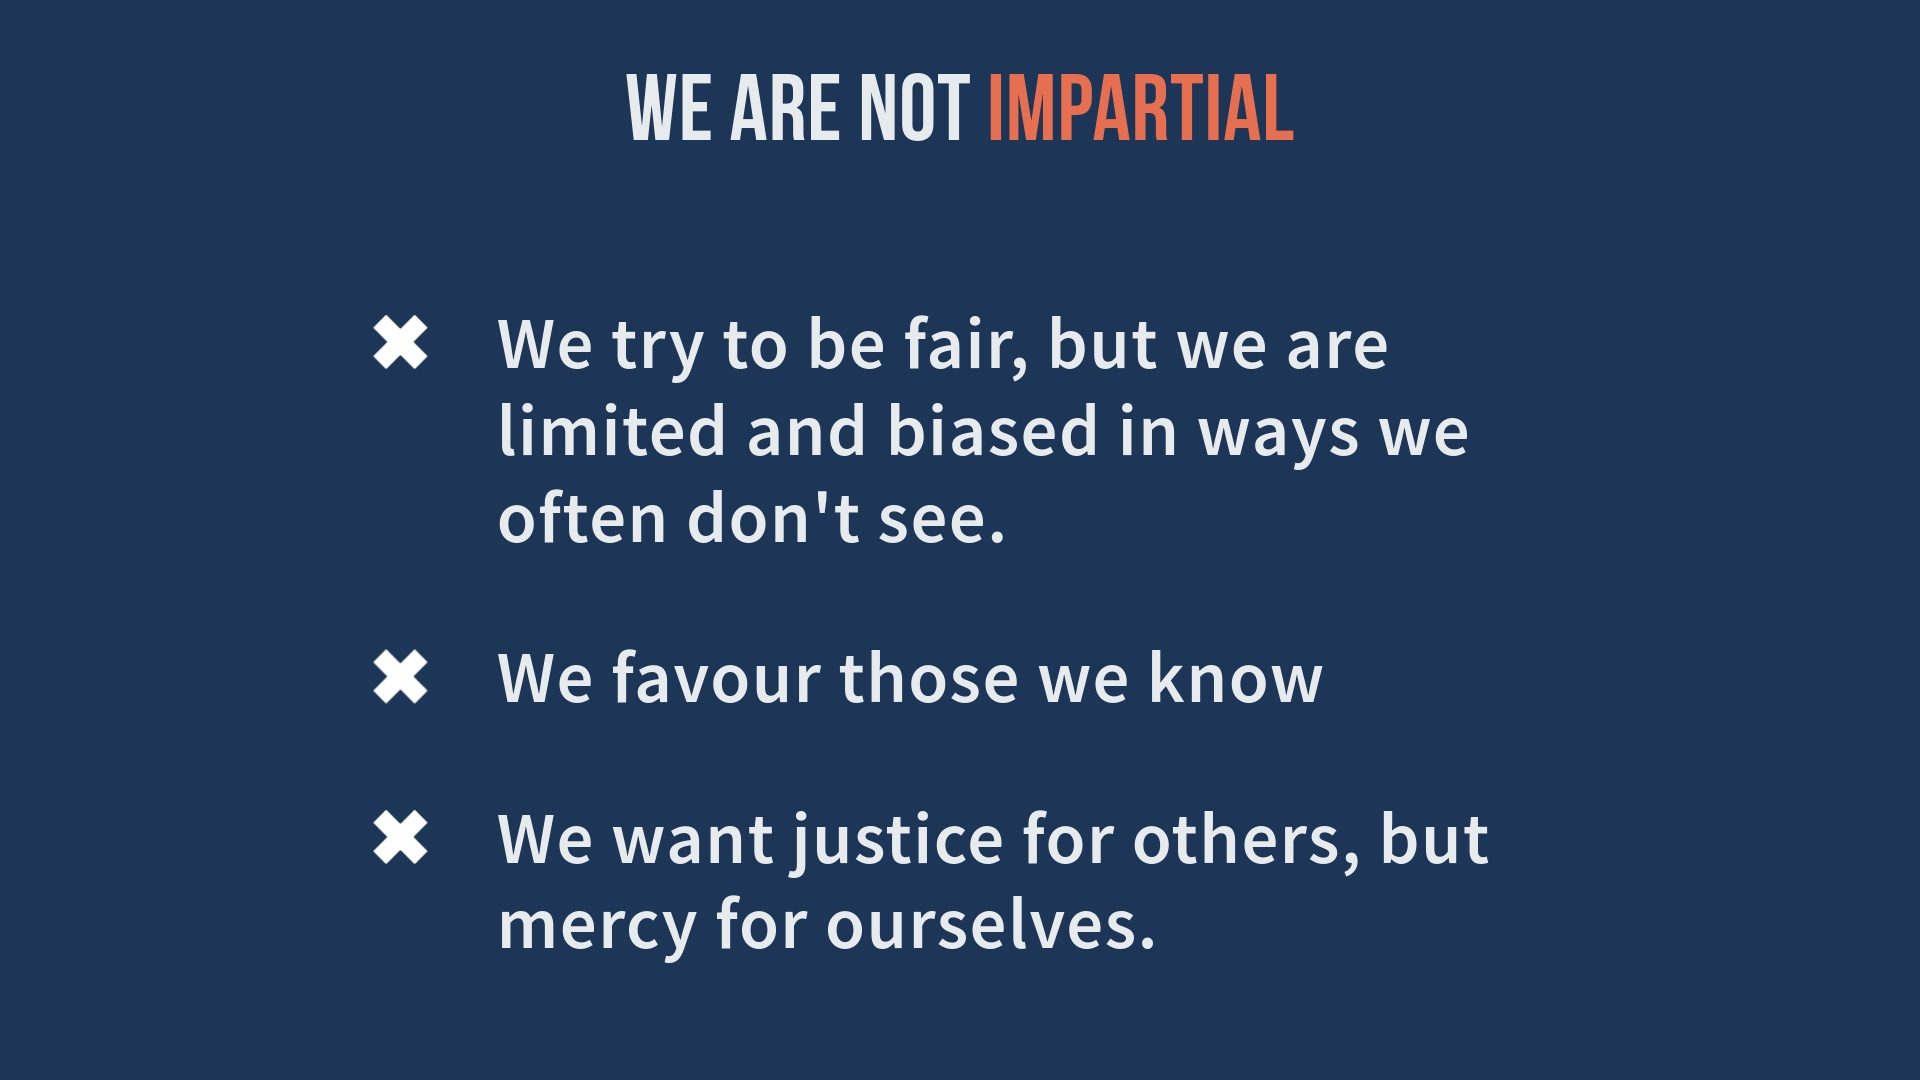 WE ARE NOT IMPARTIAL
We try to be fair, but we are
limited and biased in ways we
often don't see.
We favour those we know
We want justice for others, but
mercy for ourselves.